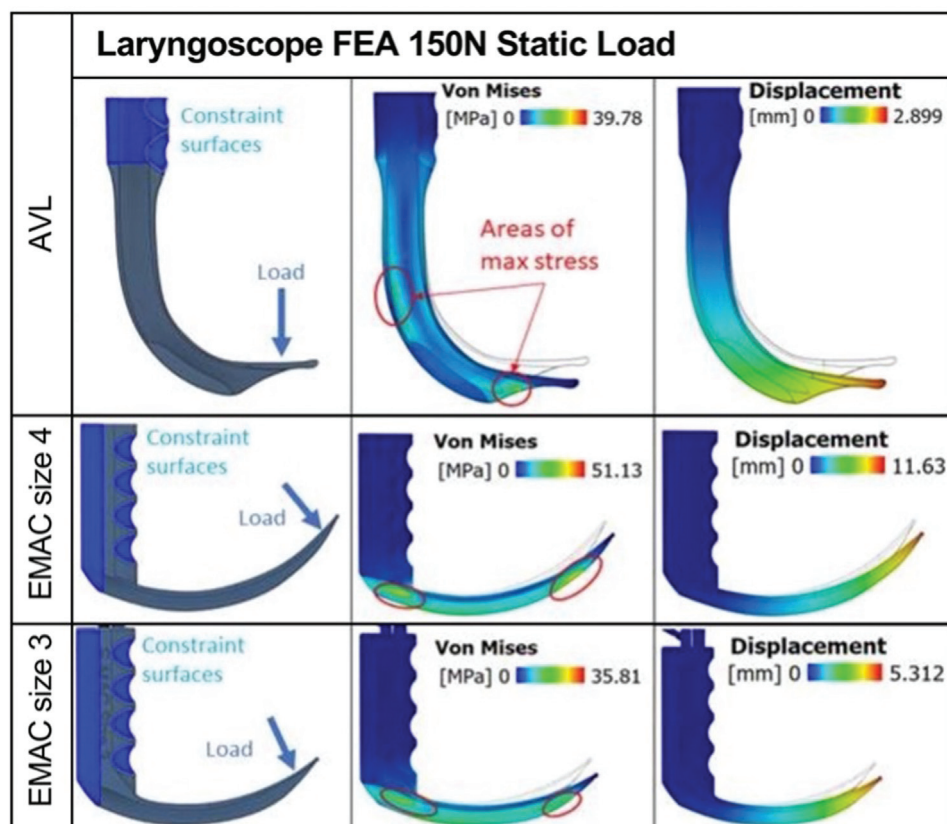 Laryngoscope FEA 150N Static Load
AVL
Constraint
surfaces
Load
Von Mises
[MPa] 0 39.78
Areas of
max stress
Displacement
[mm] 0 2.899
EMAC size 4
Constraint
surfaces
Load
Von Mises
[MPa] 0 51.13
Displacement
[mm] 0 11.63
EMAC size 3
Constraint
surfaces
Load
Von Mises
[MPa] 0 35.81
Displacement
[mm] 0 5.312